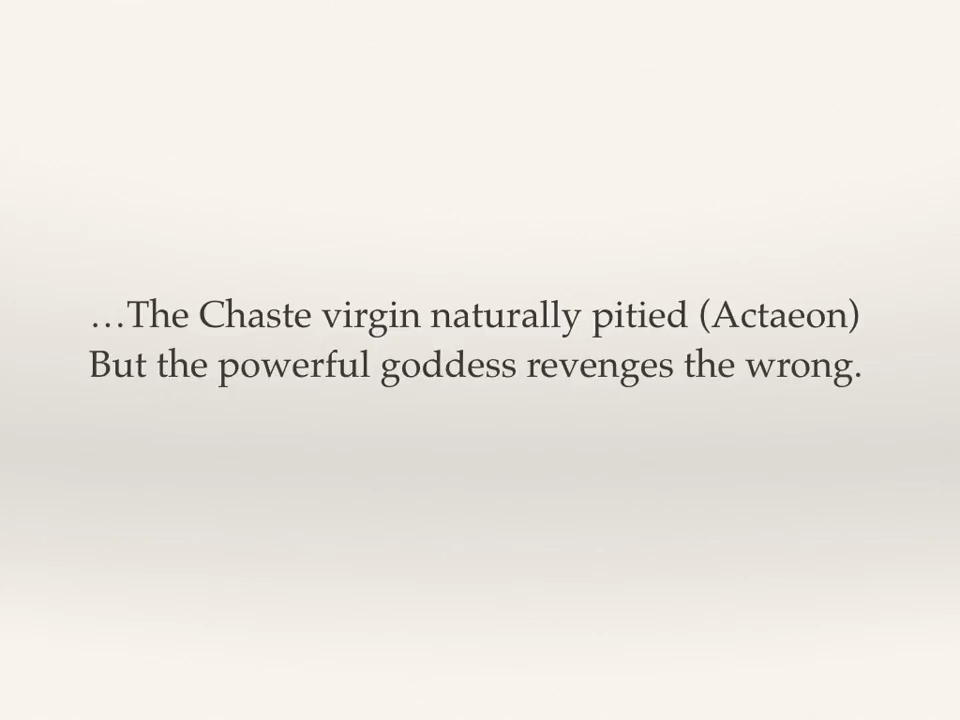 …The Chaste virgin naturally pitied (Actaeon)
But the powerful goddess revenges the wrong.